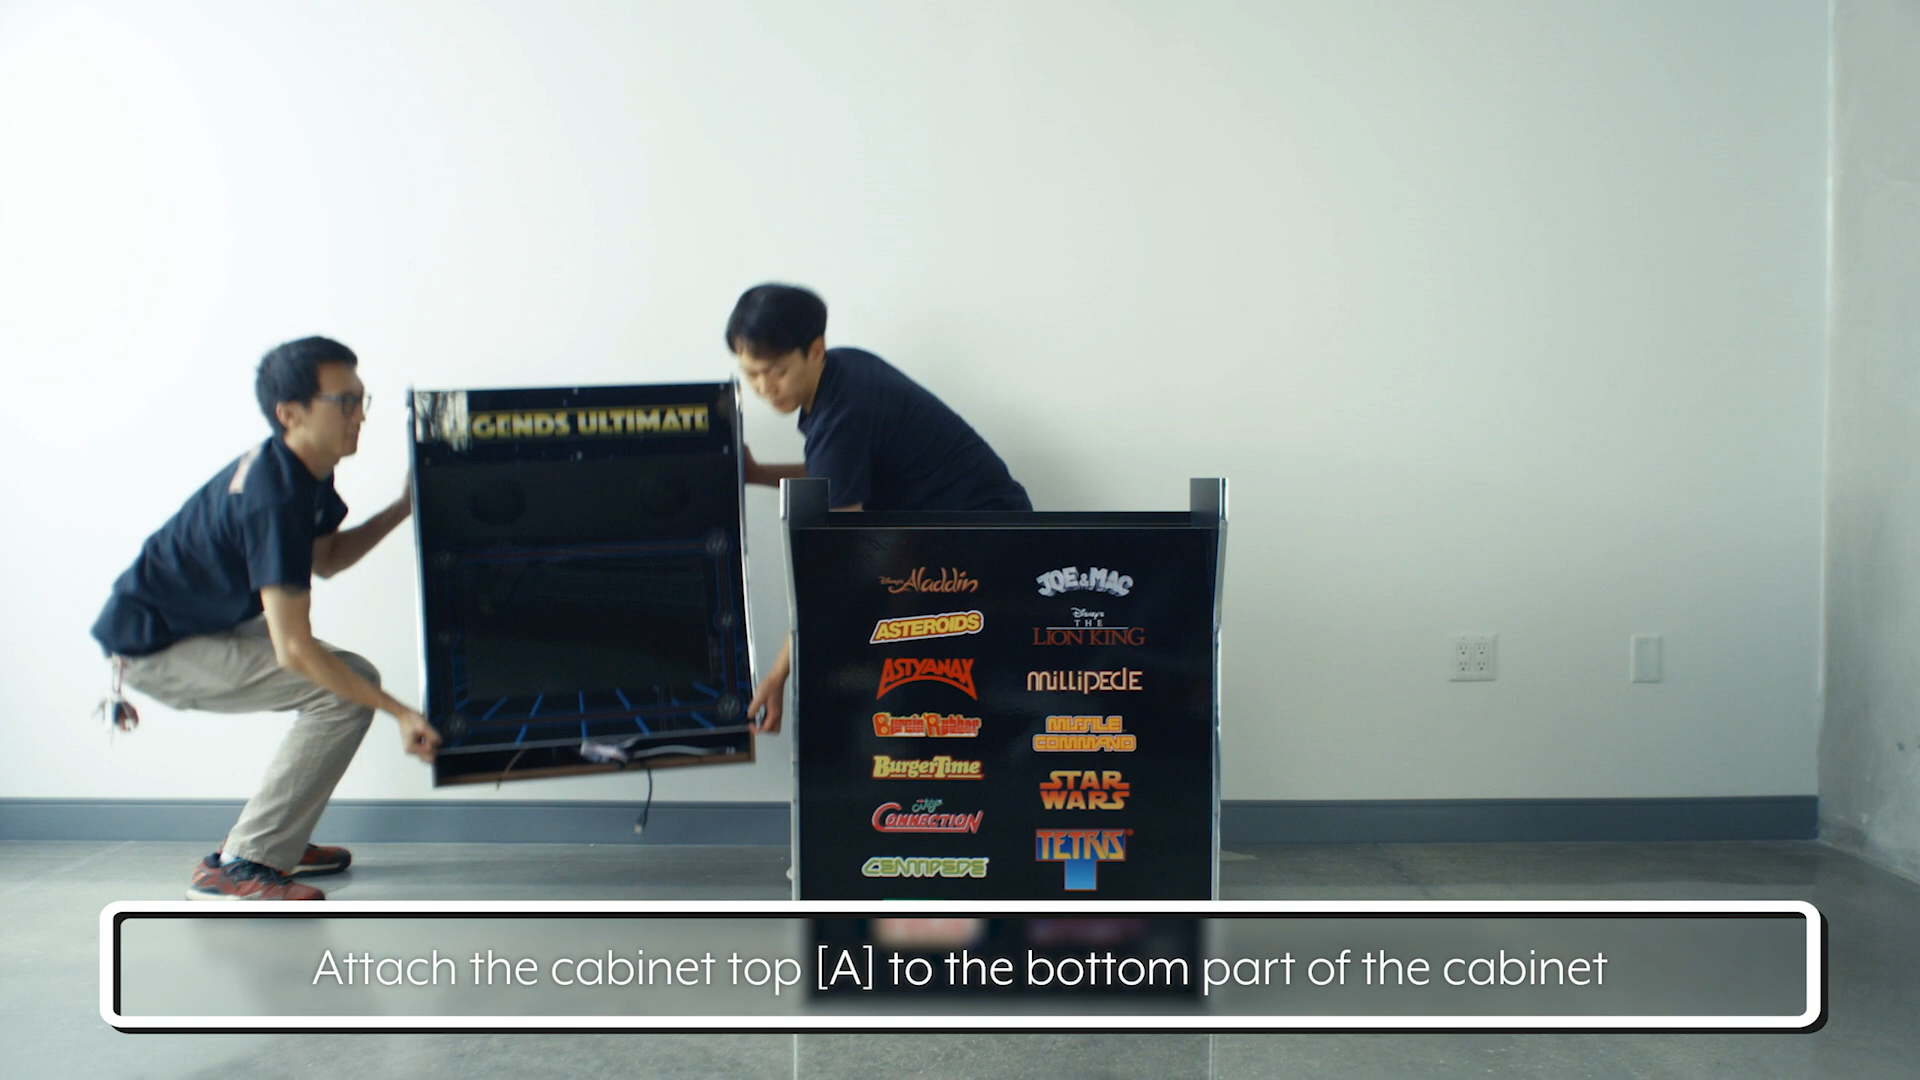 GENDS ULTIMATE
Disney's Aladdin
ASTEROIDS
ASTYANAX
Burnin' Rubber
BurgerTime
CONNECTION
CENTIPEDE
JOE & MAC
Disney's
THE
LION KING
MILLIPEDE
MISSILE
COMMAND
STAR
WARS
TETRIS
Attach the cabinet top [A] to the bottom part of the cabinet